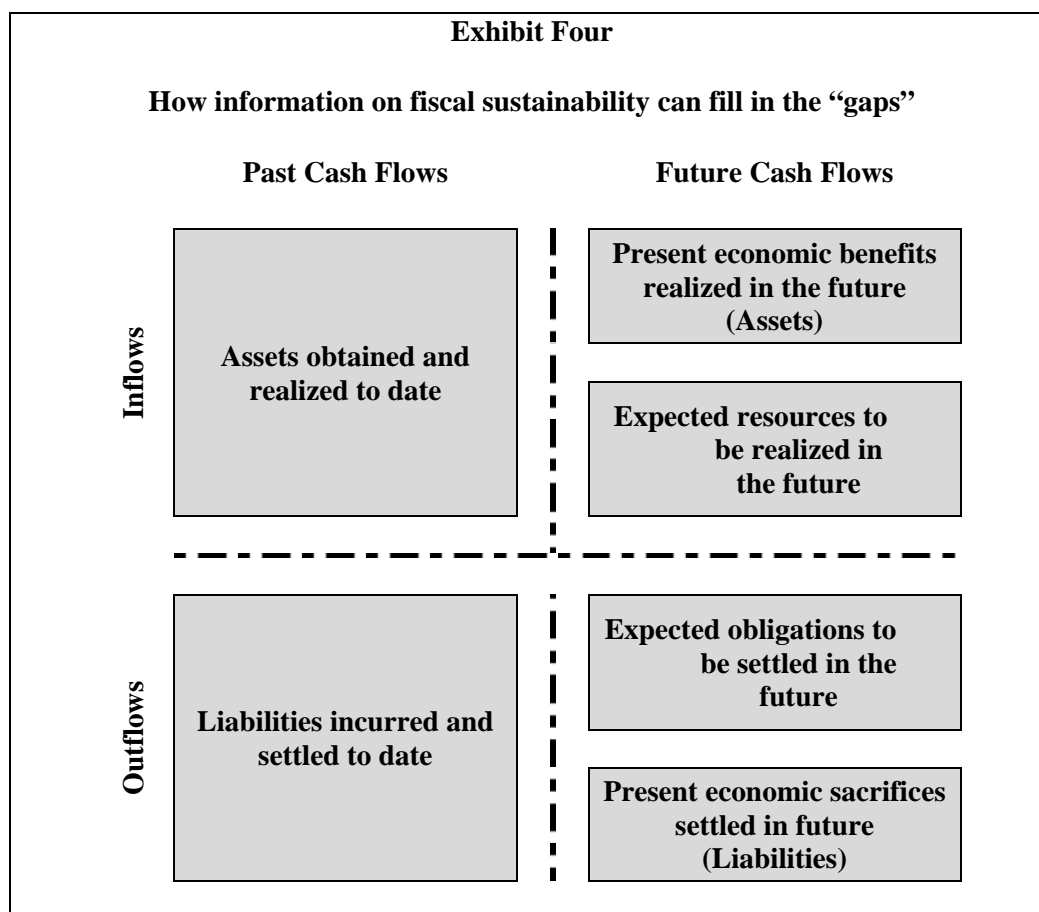 Exhibit Four
How information on fiscal sustainability can fill in the “gaps”
Past Cash Flows
Future Cash Flows
Inflows
Assets obtained and
realized to date
Present economic benefits
realized in the future
(Assets)
Expected resources to
be realized in
the future
Outflows
Liabilities incurred and
settled to date
Expected obligations to
be settled in the
future
Present economic sacrifices
settled in future
(Liabilities)